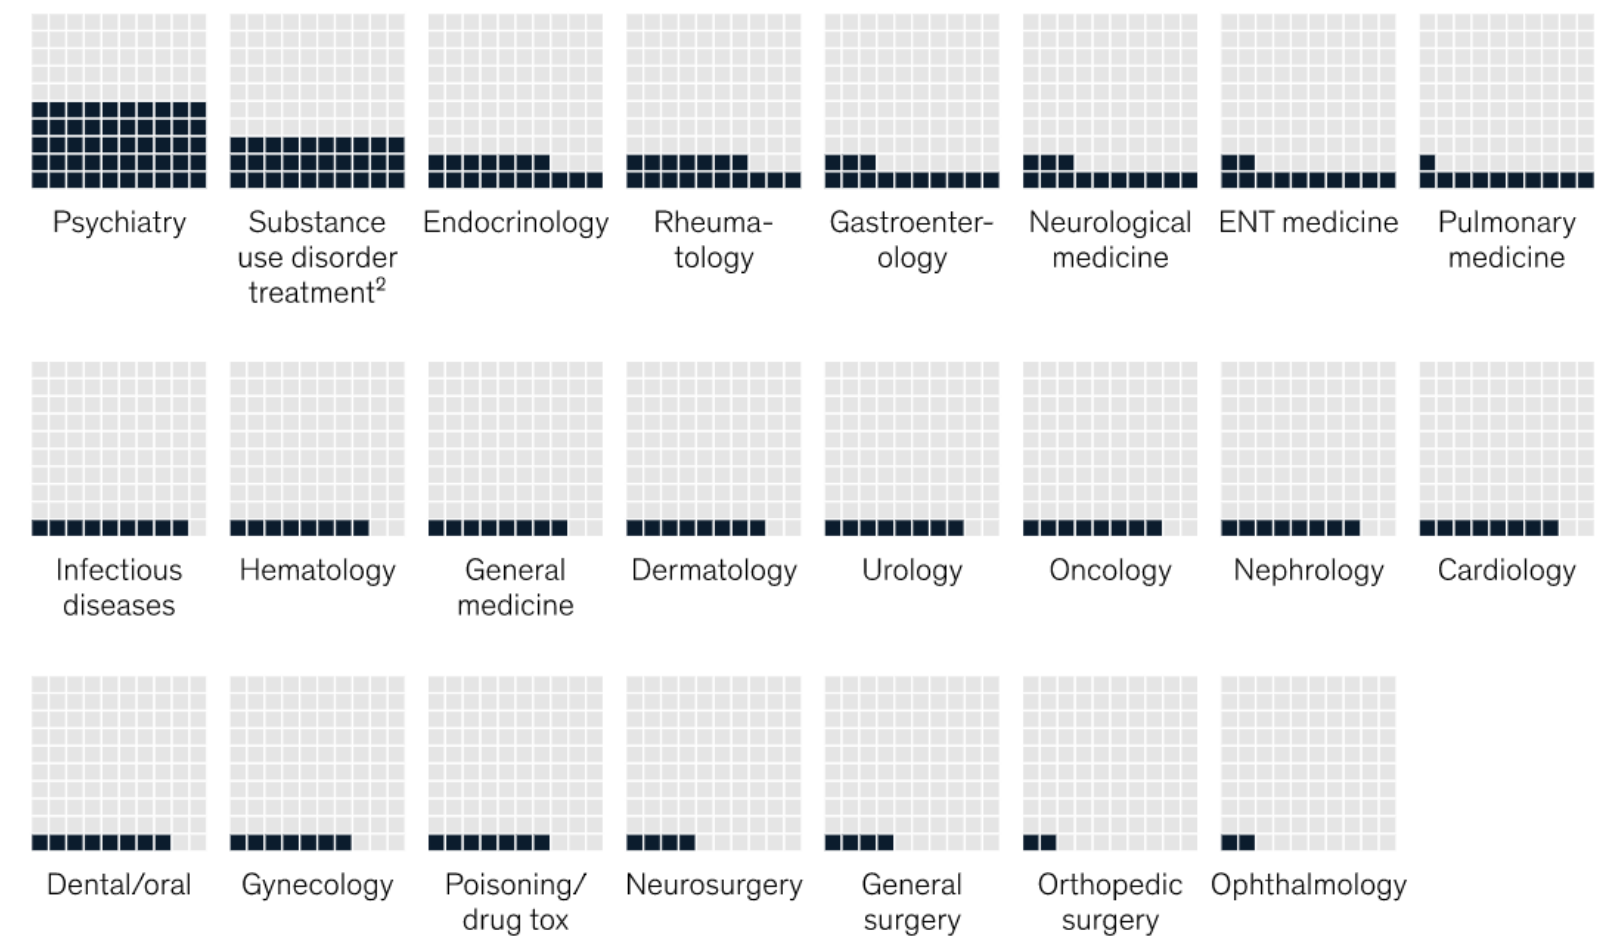 Psychiatry
Substance
use disorder
treatment²
Endocrinology
Rheuma-
tology
Gastroenter-
ology
Neurological
medicine
ENT medicine
Pulmonary
medicine
Infectious
diseases
Hematology
General
medicine
Dermatology
Urology
Oncology
Nephrology
Cardiology
Dental/oral
Gynecology
Poisoning/
drug tox
Neurosurgery
General
surgery
Orthopedic
surgery
Ophthalmology